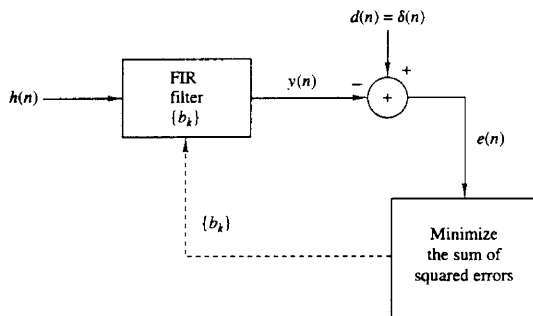 d(n) = δ(n)
FIR
filter
{b_k}
h(n)
y(n)
−
+
+
e(n)
{b_k}
Minimize
the sum of
squared errors